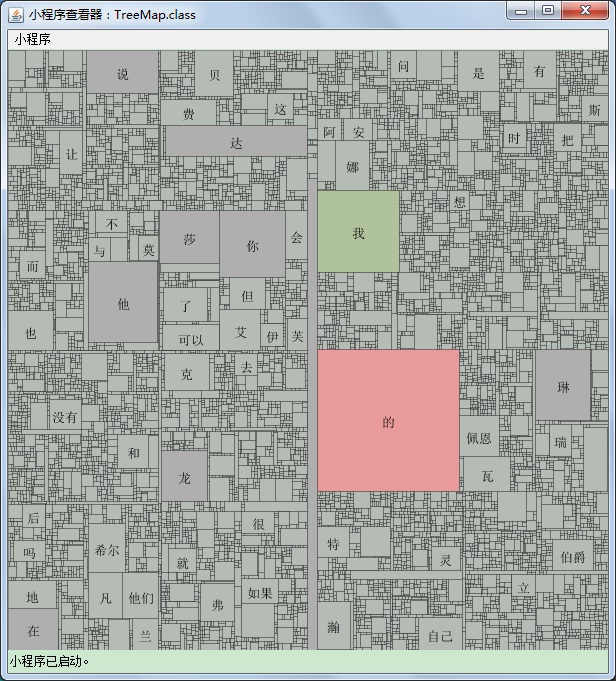 小程序查看器：TreeMap.class
小程序
说
贝
问
是
有
费
这
斯
达
阿
安
时
把
让
娜
想
不
莎
你
会
我
与
莫
而
他
了
但
也
可以
艾
伊
芙
克
去
的
琳
没有
和
佩恩
瑞
龙
瓦
后
很
吗
希尔
就
特
灵
伯爵
地
凡
他们
弗
如果
立
在
兰
瀚
自己
小程序已启动。